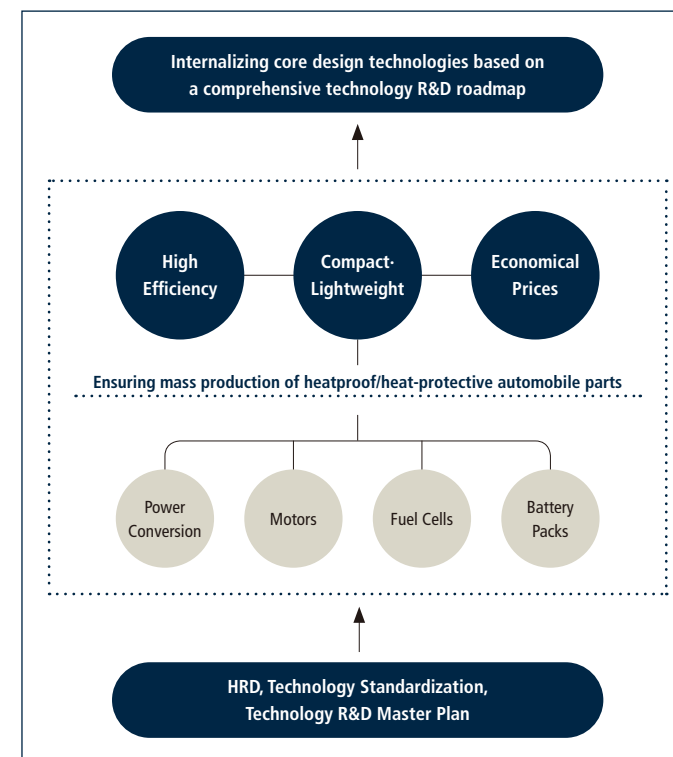 Internalizing core design technologies based on
a comprehensive technology R&D roadmap
High
Efficiency
Compact·
Lightweight
Economical
Prices
Ensuring mass production of heatproof/heat-protective automobile parts
Power
Conversion
Motors
Fuel Cells
Battery
Packs
HRD, Technology Standardization,
Technology R&D Master Plan